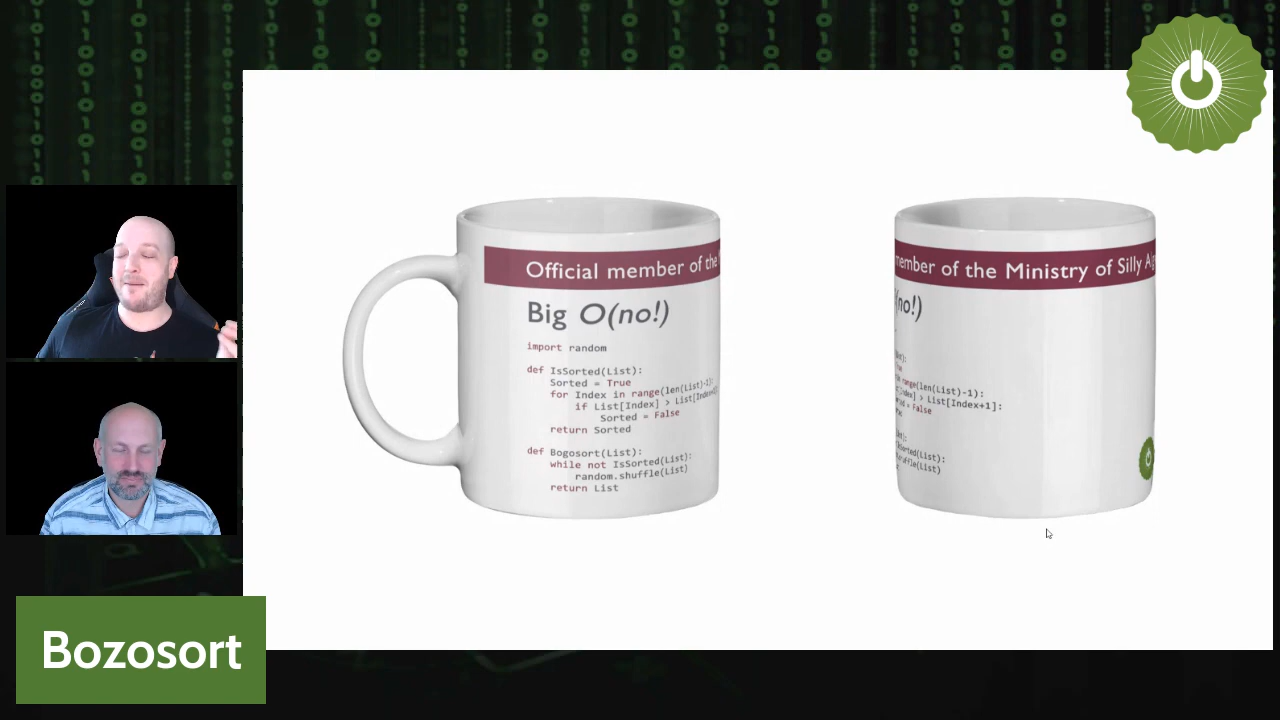 Official member of the
Big O(no!)
import random
def IsSorted(List):
Sorted = True
for Index in range(len(List)-1):
if List[Index] > List[Index+1]:
Sorted = False
return Sorted
def Bogosort(List):
while not IsSorted(List):
random.shuffle(List)
return List
member of the Ministry of Silly
(no!)
range(len(List)-1):
> List[Index+1]:
= False
IsSorted(List):
shuffle(List)
Bozosort